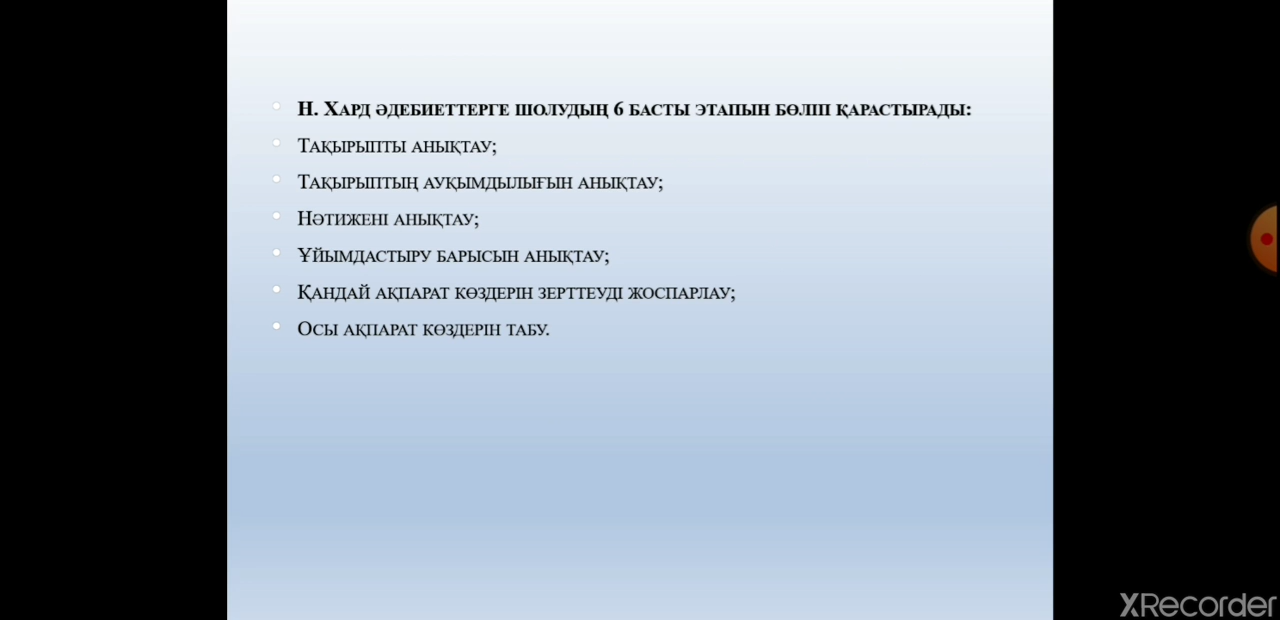 Н. Хард әдебиеттерге шолудың 6 басты этапын бөліп қарастырады:
Тақырыпты анықтау;
Тақырыптың ауқымдылығын анықтау;
Нәтижені анықтау;
Ұйымдастыру барысын анықтау;
Қандай ақпарат көздерін зерттеуді жоспарлау;
Осы ақпарат көздерін табу.
XRecorder